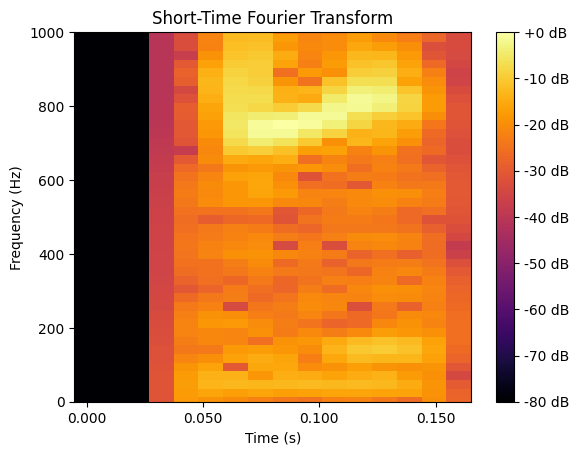 Short-Time Fourier Transform
Frequency (Hz)
1000
800
600
400
200
0
0.000
0.050
0.100
0.150
Time (s)
+0 dB
-10 dB
-20 dB
-30 dB
-40 dB
-50 dB
-60 dB
-70 dB
-80 dB